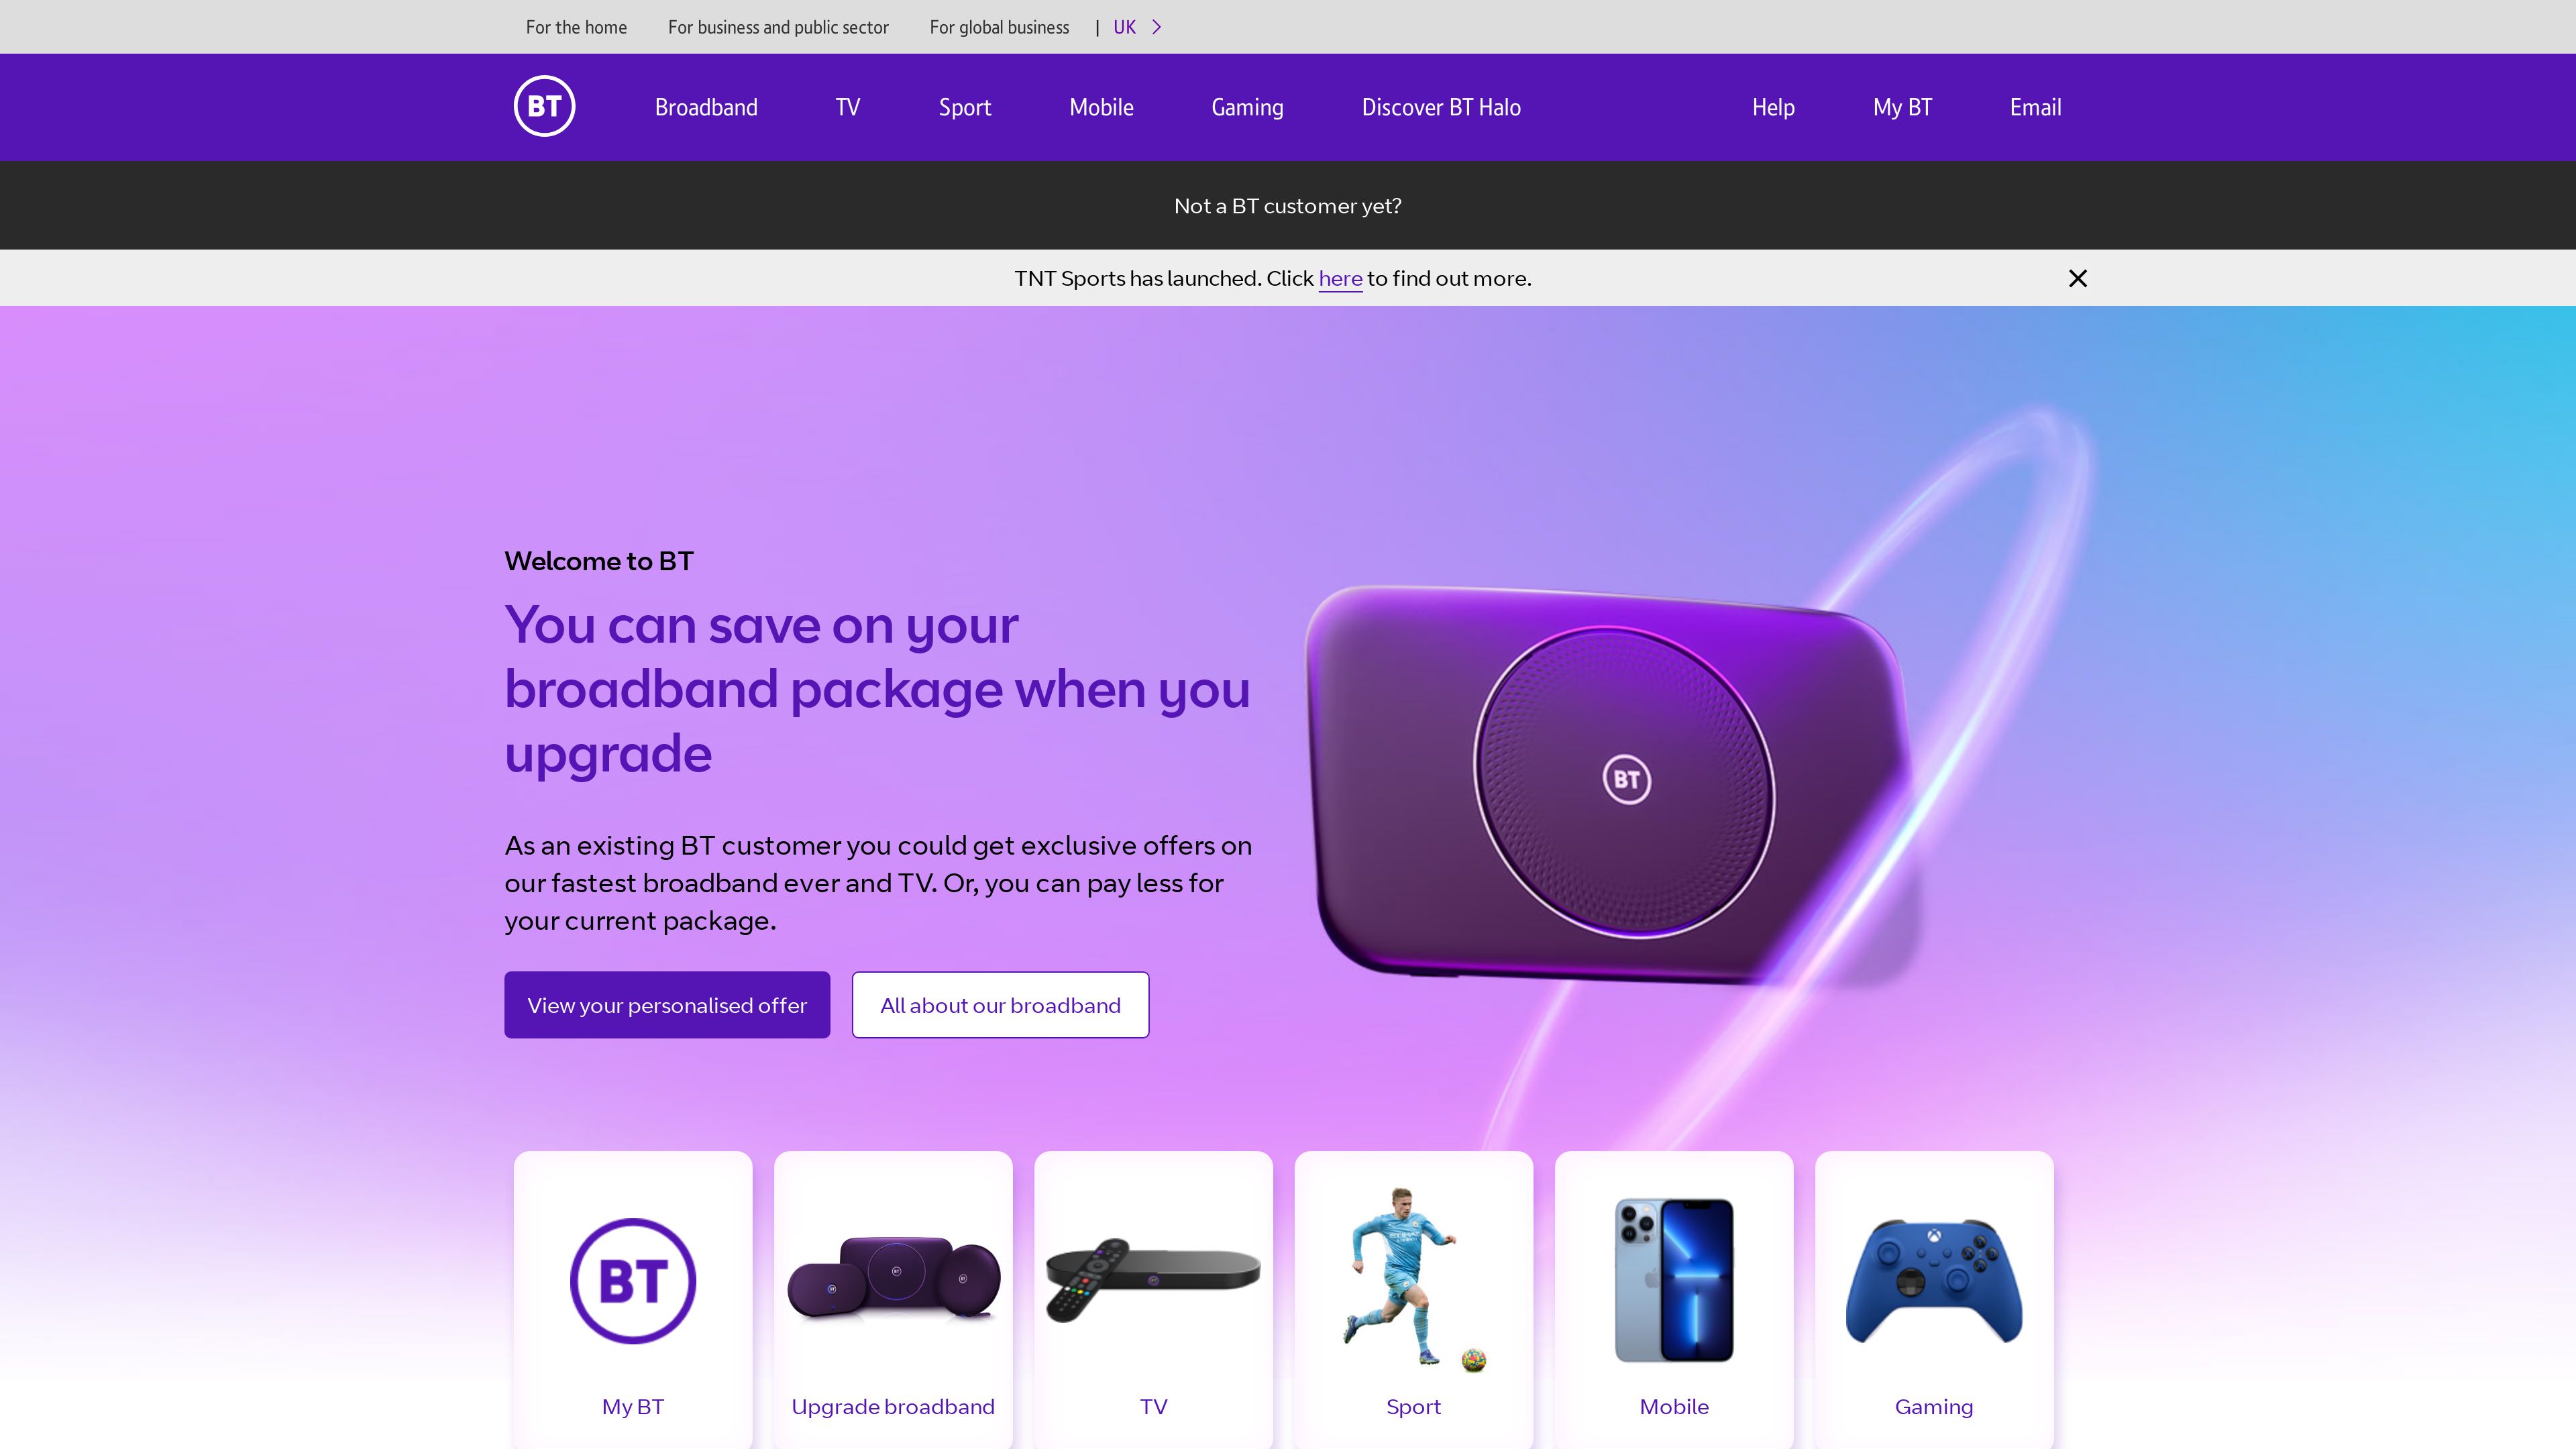 For the home For business and public sector For global business | UK
BT Broadband TV Sport Mobile Gaming Discover BT Halo Help My BT Email
Not a BT customer yet?
TNT Sports has launched. Click here to find out more.
Welcome to BT
You can save on your
broadband package when you
upgrade
As an existing BT customer you could get exclusive offers on
our fastest broadband ever and TV. Or, you can pay less for
your current package.
View your personalised offer All about our broadband
BT
BT
My BT Upgrade broadband TV Sport Mobile Gaming